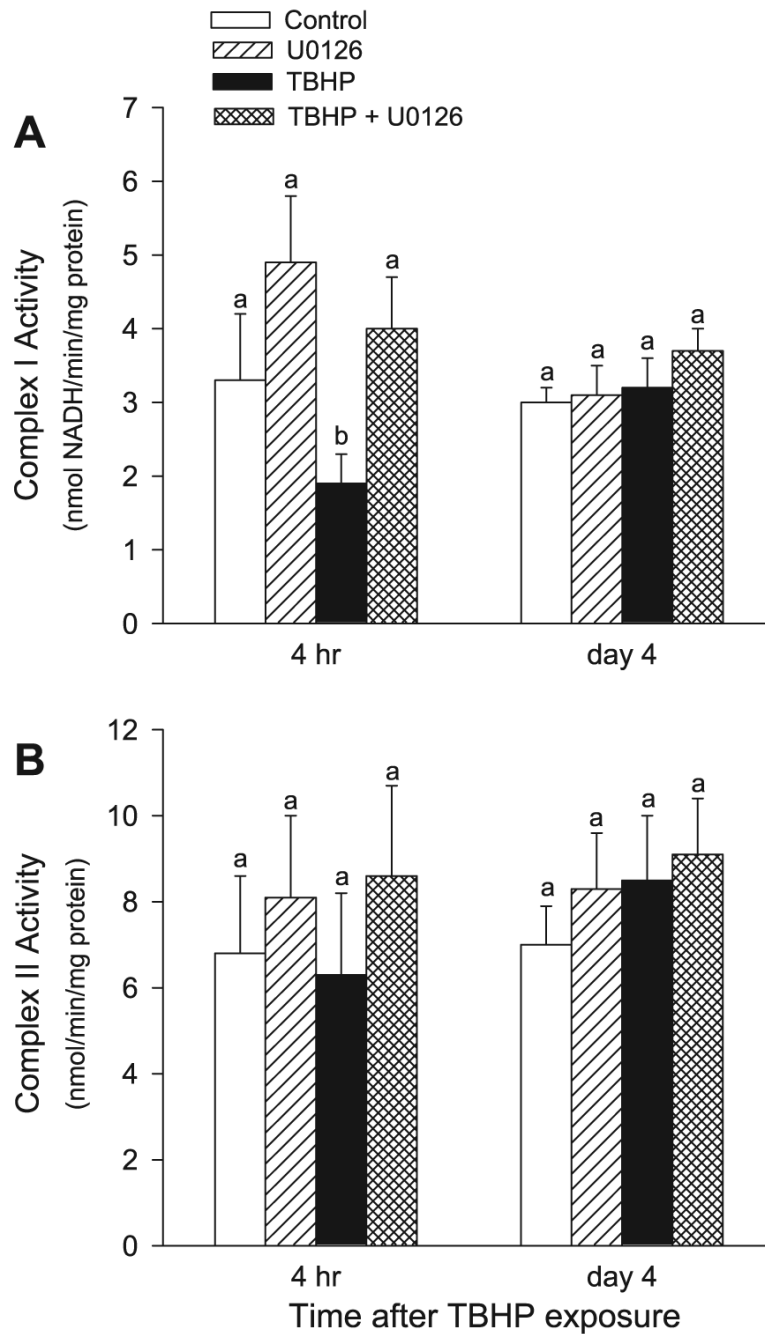 Control
U0126
TBHP
TBHP + U0126
A
Complex I Activity
(nmol NADH/min/mg protein)
7
6
5
4
3
2
1
0
a
a
b
a
a
a
a
a
4 hr
day 4
B
Complex II Activity
(nmol/min/mg protein)
12
10
8
6
4
2
0
a
a
a
a
a
a
a
a
4 hr
day 4
Time after TBHP exposure